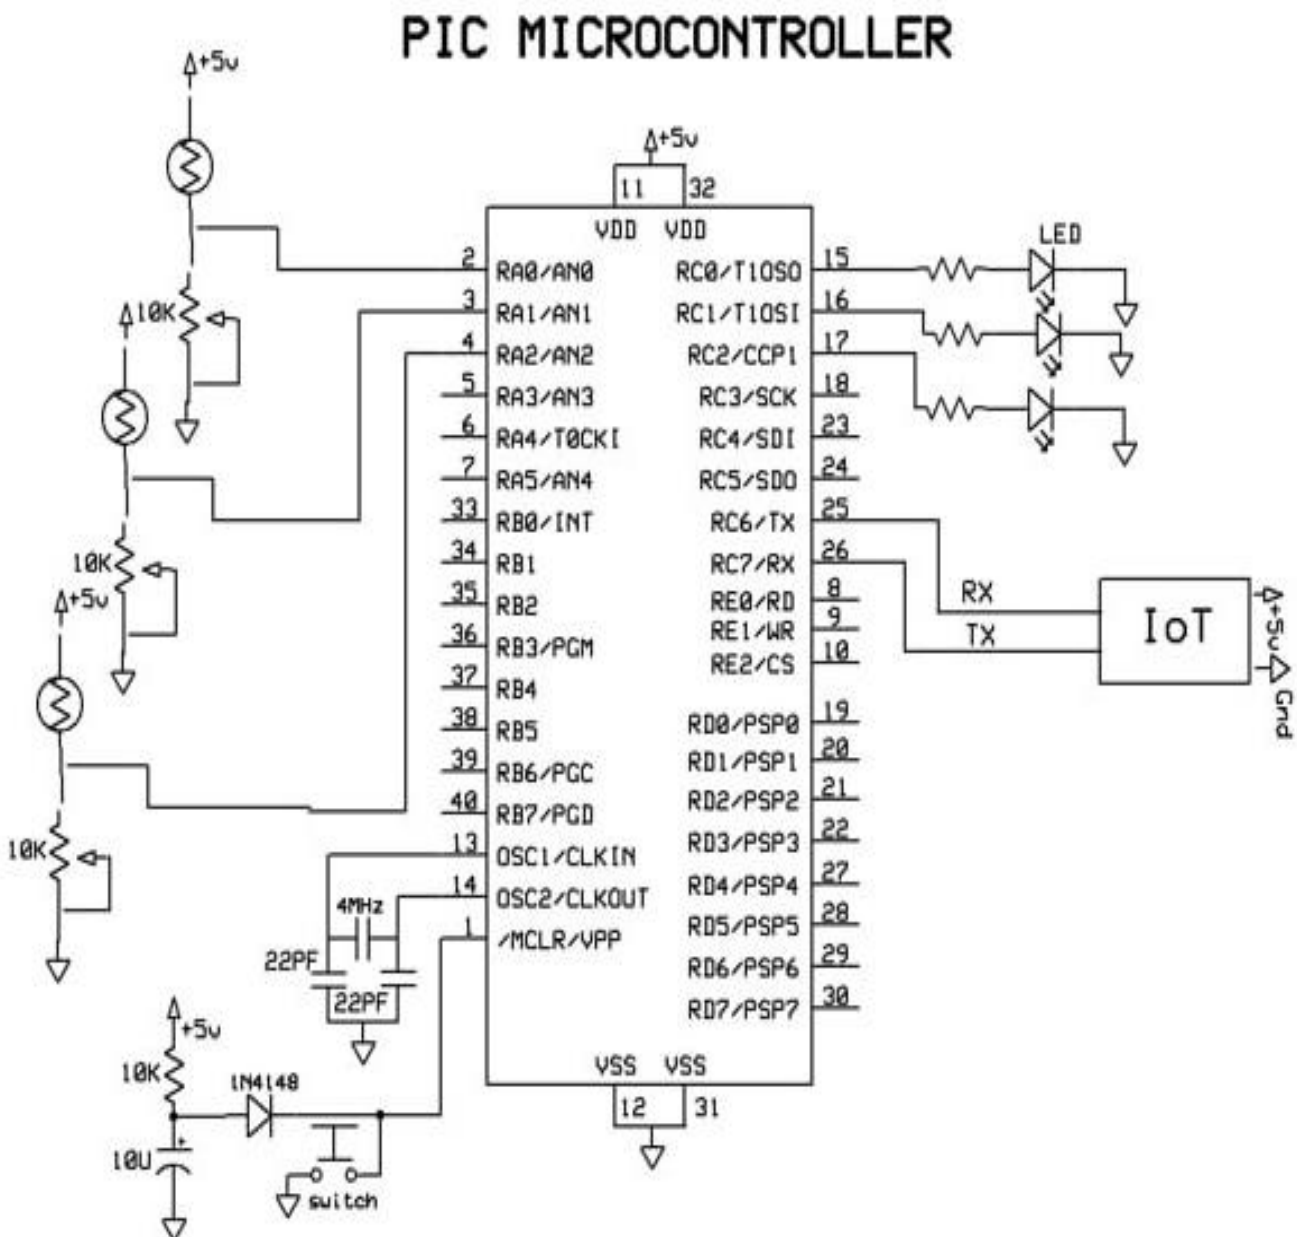 PIC MICROCONTROLLER
+5v
+5v
11 32
VDD VDD
LED
2 RA0/AN0
3 RA1/AN1
4 RA2/AN2
5 RA3/AN3
6 RA4/T0CKI
7 RA5/AN4
33 RB0/INT
34 RB1
35 RB2
36 RB3/PGM
37 RB4
38 RB5
39 RB6/PGC
40 RB7/PGD
13 OSC1/CLKIN
14 OSC2/CLKOUT
1 /MCLR/VPP
RC0/T1OSO 15
RC1/T1OSI 16
RC2/CCP1 17
RC3/SCK 18
RC4/SDI 23
RC5/SDO 24
RC6/TX 25
RC7/RX 26
RE0/RD 8
RE1/WR 9
RE2/CS 10
RD0/PSP0 19
RD1/PSP1 20
RD2/PSP2 21
RD3/PSP3 22
RD4/PSP4 27
RD5/PSP5 28
RD6/PSP6 29
RD7/PSP7 30
VSS VSS
12 31
10K
10K
+5v
10K
RX
TX
IoT
+5v
Gnd
4MHz
22PF
22PF
+5v
10K
1N4148
10U
+
switch